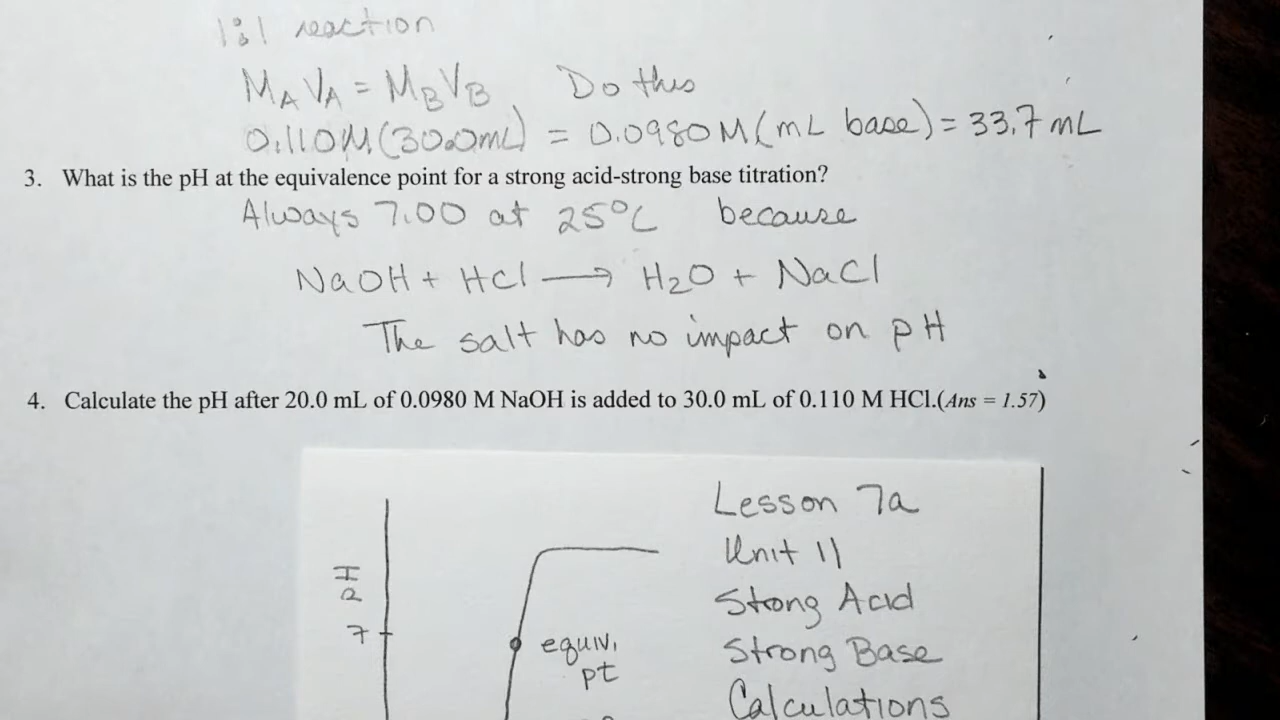 1:1 reaction
MAVA = MBVB Do this
0.110M(30.0mL) = 0.0980M(mL base) = 33.7 mL
3. What is the pH at the equivalence point for a strong acid-strong base titration?
Always 7.00 at 25°C because
NaOH + HCl → H2O + NaCl
The salt has no impact on pH
4. Calculate the pH after 20.0 mL of 0.0980 M NaOH is added to 30.0 mL of 0.110 M HCl.(Ans = 1.57)
Lesson 7a
Unit 11
Strong Acid
Strong Base
Calculations
pH
7
equiv.
pt